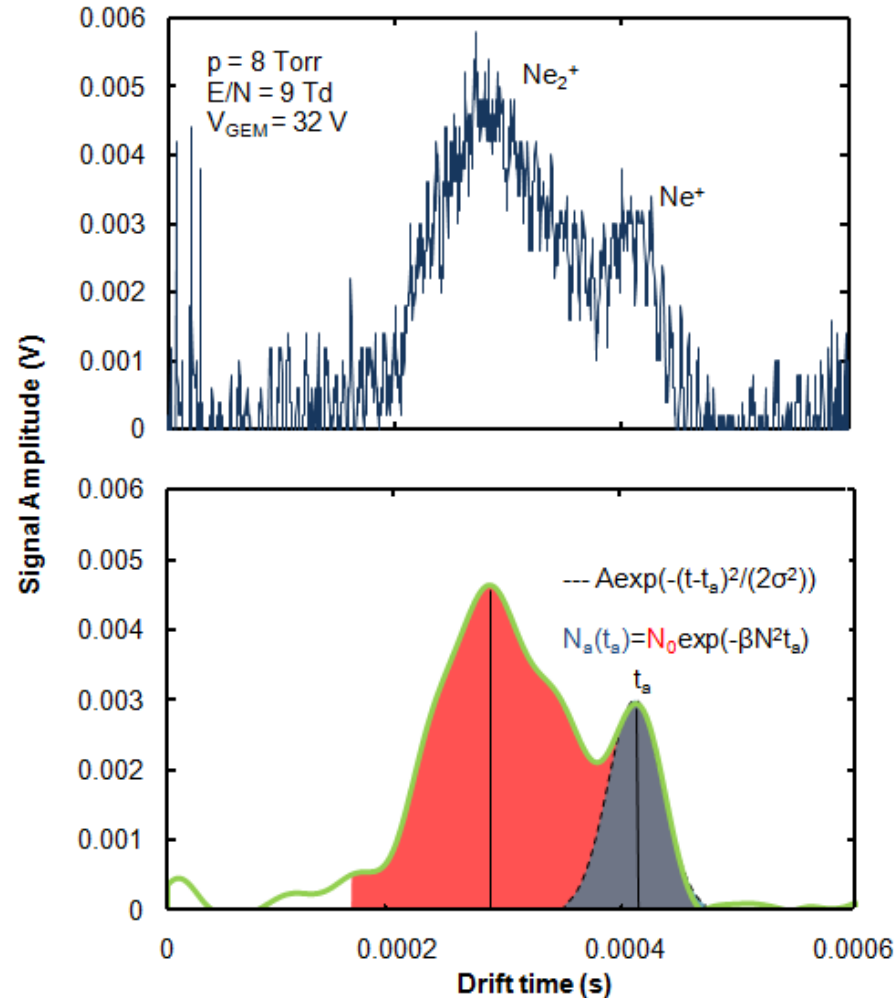 0.006
p = 8 Torr
E/N = 9 Td
V_GEM = 32 V
Ne₂⁺
0.005
0.004
Ne⁺
0.003
0.002
0.001
0
Signal Amplitude (V)
0.006
0.005
--- Aexp(-(t-tₐ)²/(2σ²))
0.004
Nₐ(tₐ)=N₀exp(-βN²tₐ)
tₐ
0.003
0.002
0.001
0
0 0.0002 0.0004 0.0006
Drift time (s)